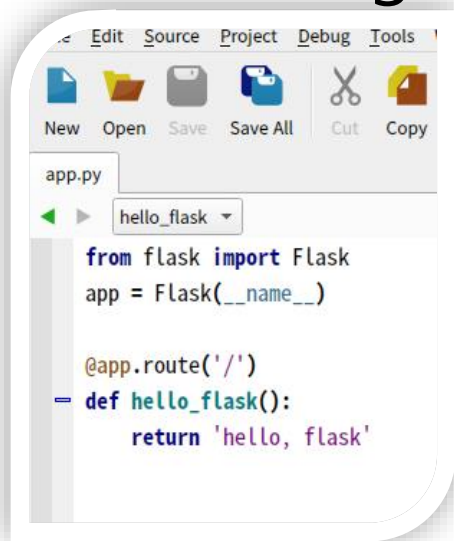 Edit Source Project Debug Tools
New Open Save Save All Cut Copy
app.py
hello_flask
from flask import Flask
app = Flask(__name__)
@app.route('/')
def hello_flask():
return 'hello, flask'